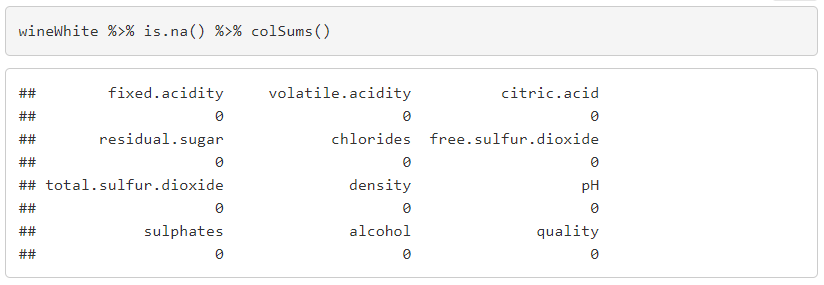 wineWhite %>% is.na() %>% colSums()
##        fixed.acidity     volatile.acidity          citric.acid
##                    0                    0                    0
##       residual.sugar            chlorides  free.sulfur.dioxide
##                    0                    0                    0
## total.sulfur.dioxide              density                   pH
##                    0                    0                    0
##            sulphates              alcohol              quality
##                    0                    0                    0